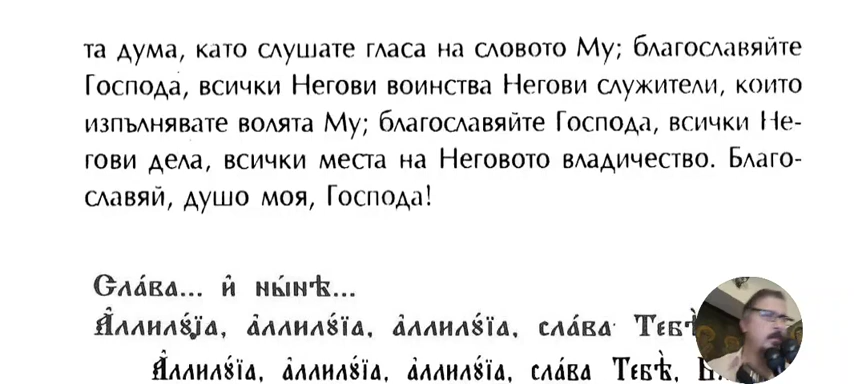 та дума, като слушате гласа на словото Му; благославяйте
Господа, всички Негови воинства Негови служители, които
изпълнявате волята Му; благославяйте Господа, всички Не-
гови дела, всички места на Неговото владичество. Благо-
славяй, душо моя, Господа!
Сла́ва... и҆ ны́нѣ...
А҆ллилꙋ́їа, а҆ллилꙋ́їа, а҆ллилꙋ́їа, сла́ва Тебѣ̀
А҆ллилꙋ́їа, а҆ллилꙋ́їа, а҆ллилꙋ́їа, сла́ва Тебѣ̀,